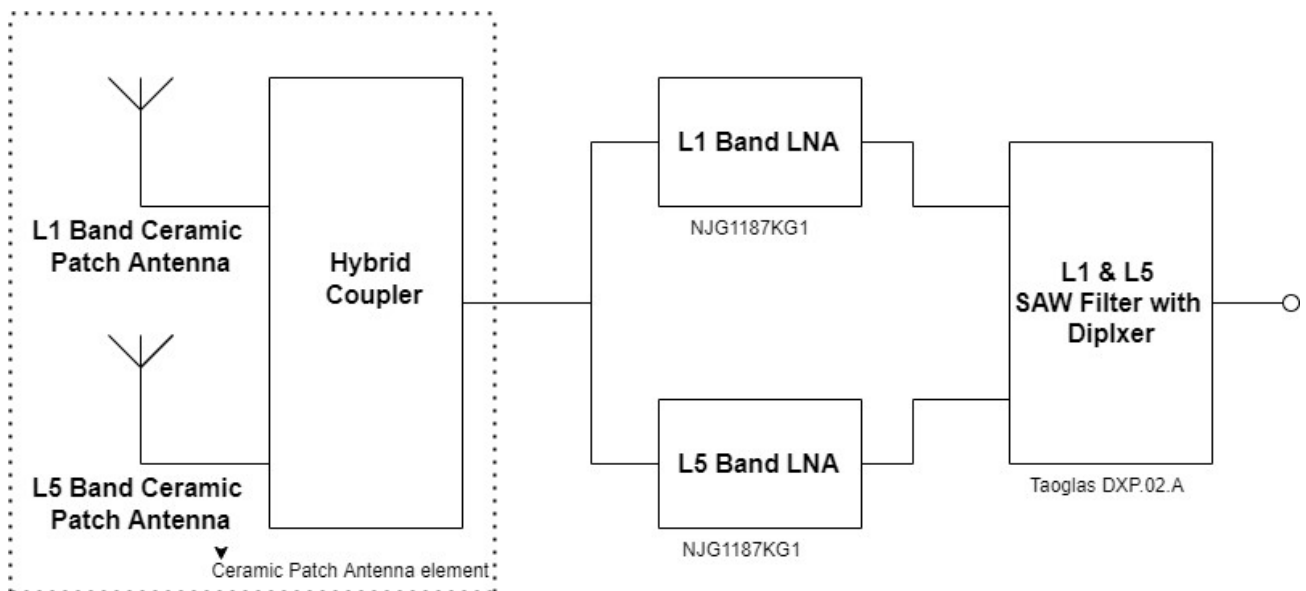 L1 Band Ceramic
Patch Antenna
L5 Band Ceramic
Patch Antenna
Ceramic Patch Antenna element
Hybrid
Coupler
L1 Band LNA
NJG1187KG1
L5 Band LNA
NJG1187KG1
L1 & L5
SAW Filter with
Diplxer
Taoglas DXP.02.A